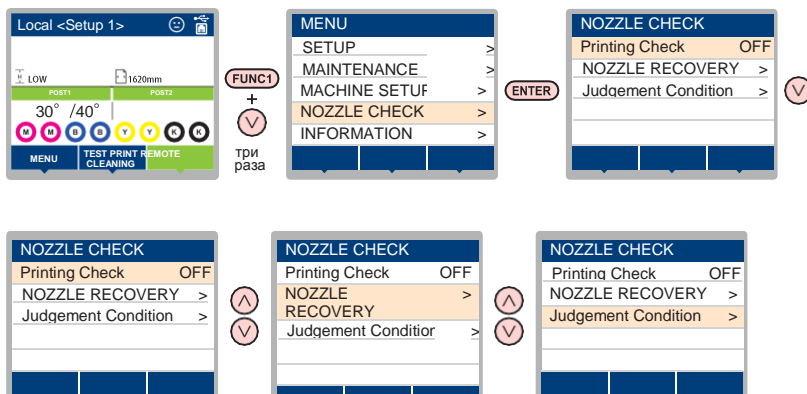 Local <Setup 1>
LOW
1620mm
POST1
POST2
30° /40°
M M B B Y Y K K
MENU
TEST PRINT REMOTE
CLEANING
FUNC1
+
три
раза
MENU
SETUP >
MAINTENANCE >
MACHINE SETUP >
NOZZLE CHECK >
INFORMATION >
ENTER
NOZZLE CHECK
Printing Check OFF
NOZZLE RECOVERY >
Judgement Condition >
NOZZLE CHECK
Printing Check OFF
NOZZLE RECOVERY >
Judgement Condition >
NOZZLE CHECK
Printing Check OFF
NOZZLE >
RECOVERY
Judgement Condition >
NOZZLE CHECK
Printing Check OFF
NOZZLE RECOVERY >
Judgement Condition >